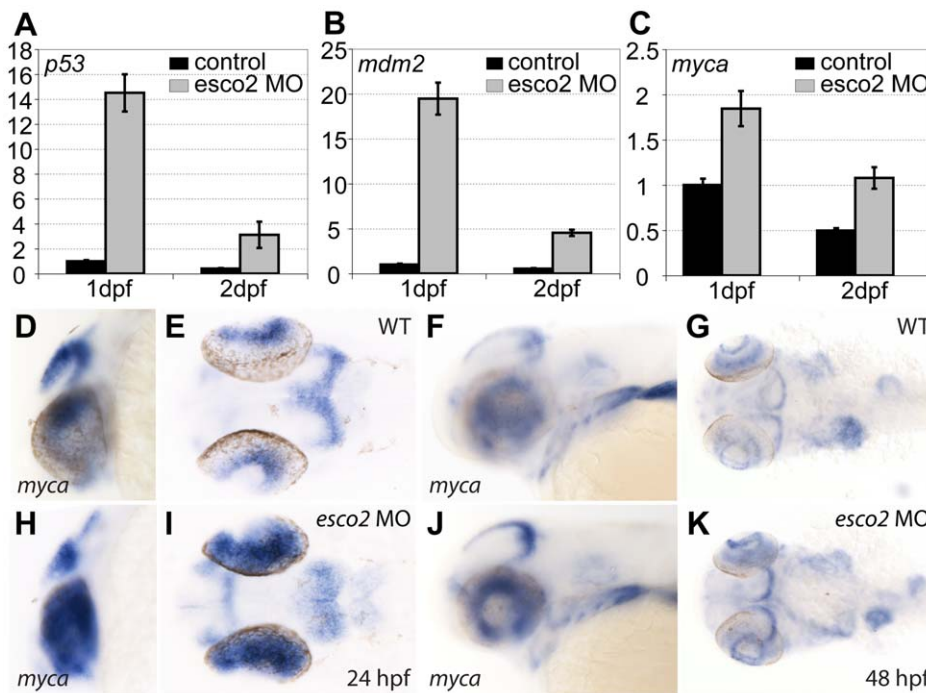 A
p53
control
esco2 MO
18
16
14
12
10
8
6
4
2
0
1dpf 2dpf
B
mdm2
control
esco2 MO
25
20
15
10
5
0
1dpf 2dpf
C
myca
control
esco2 MO
2
1.5
1
0.5
0
1dpf 2dpf
D
myca
E WT
F
myca
G WT
H
myca
I esco2 MO
24 hpf
J
myca
K esco2 MO
48 hpf